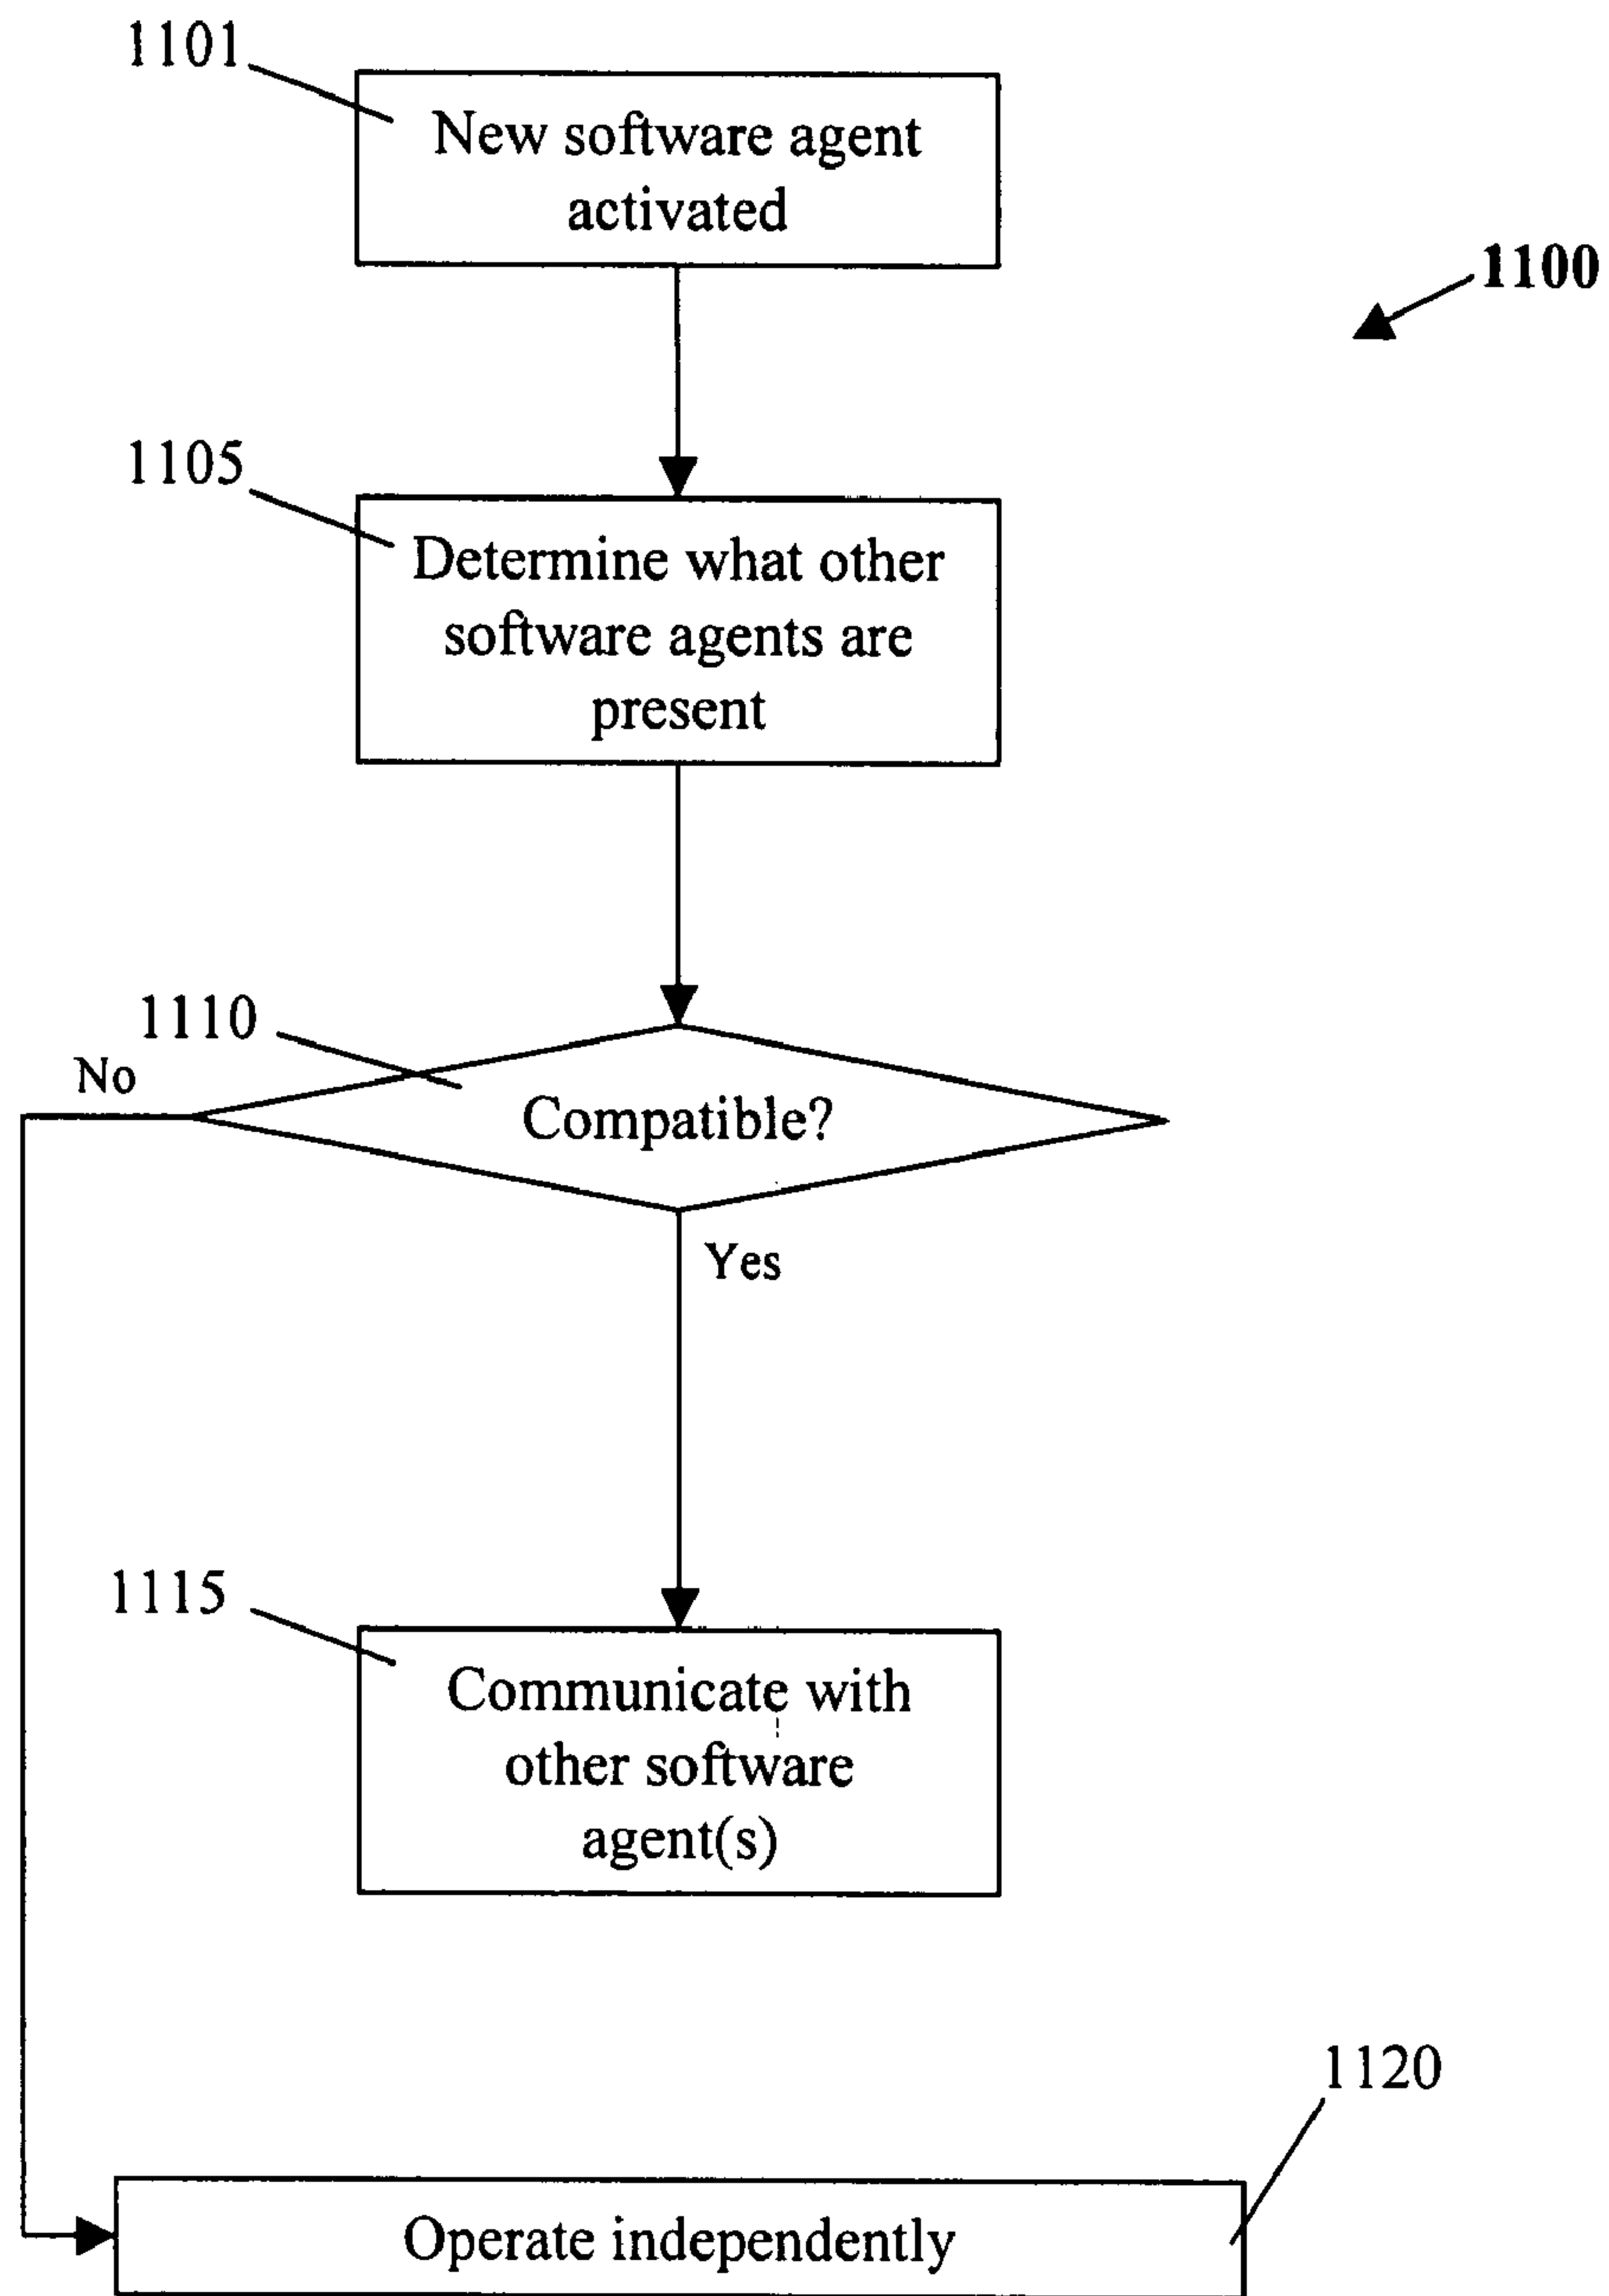 1101
New software agent
activated
1100
1105
Determine what other
software agents are
present
1110
No
Compatible?
Yes
1115
Communicate with
other software
agent(s)
1120
Operate independently